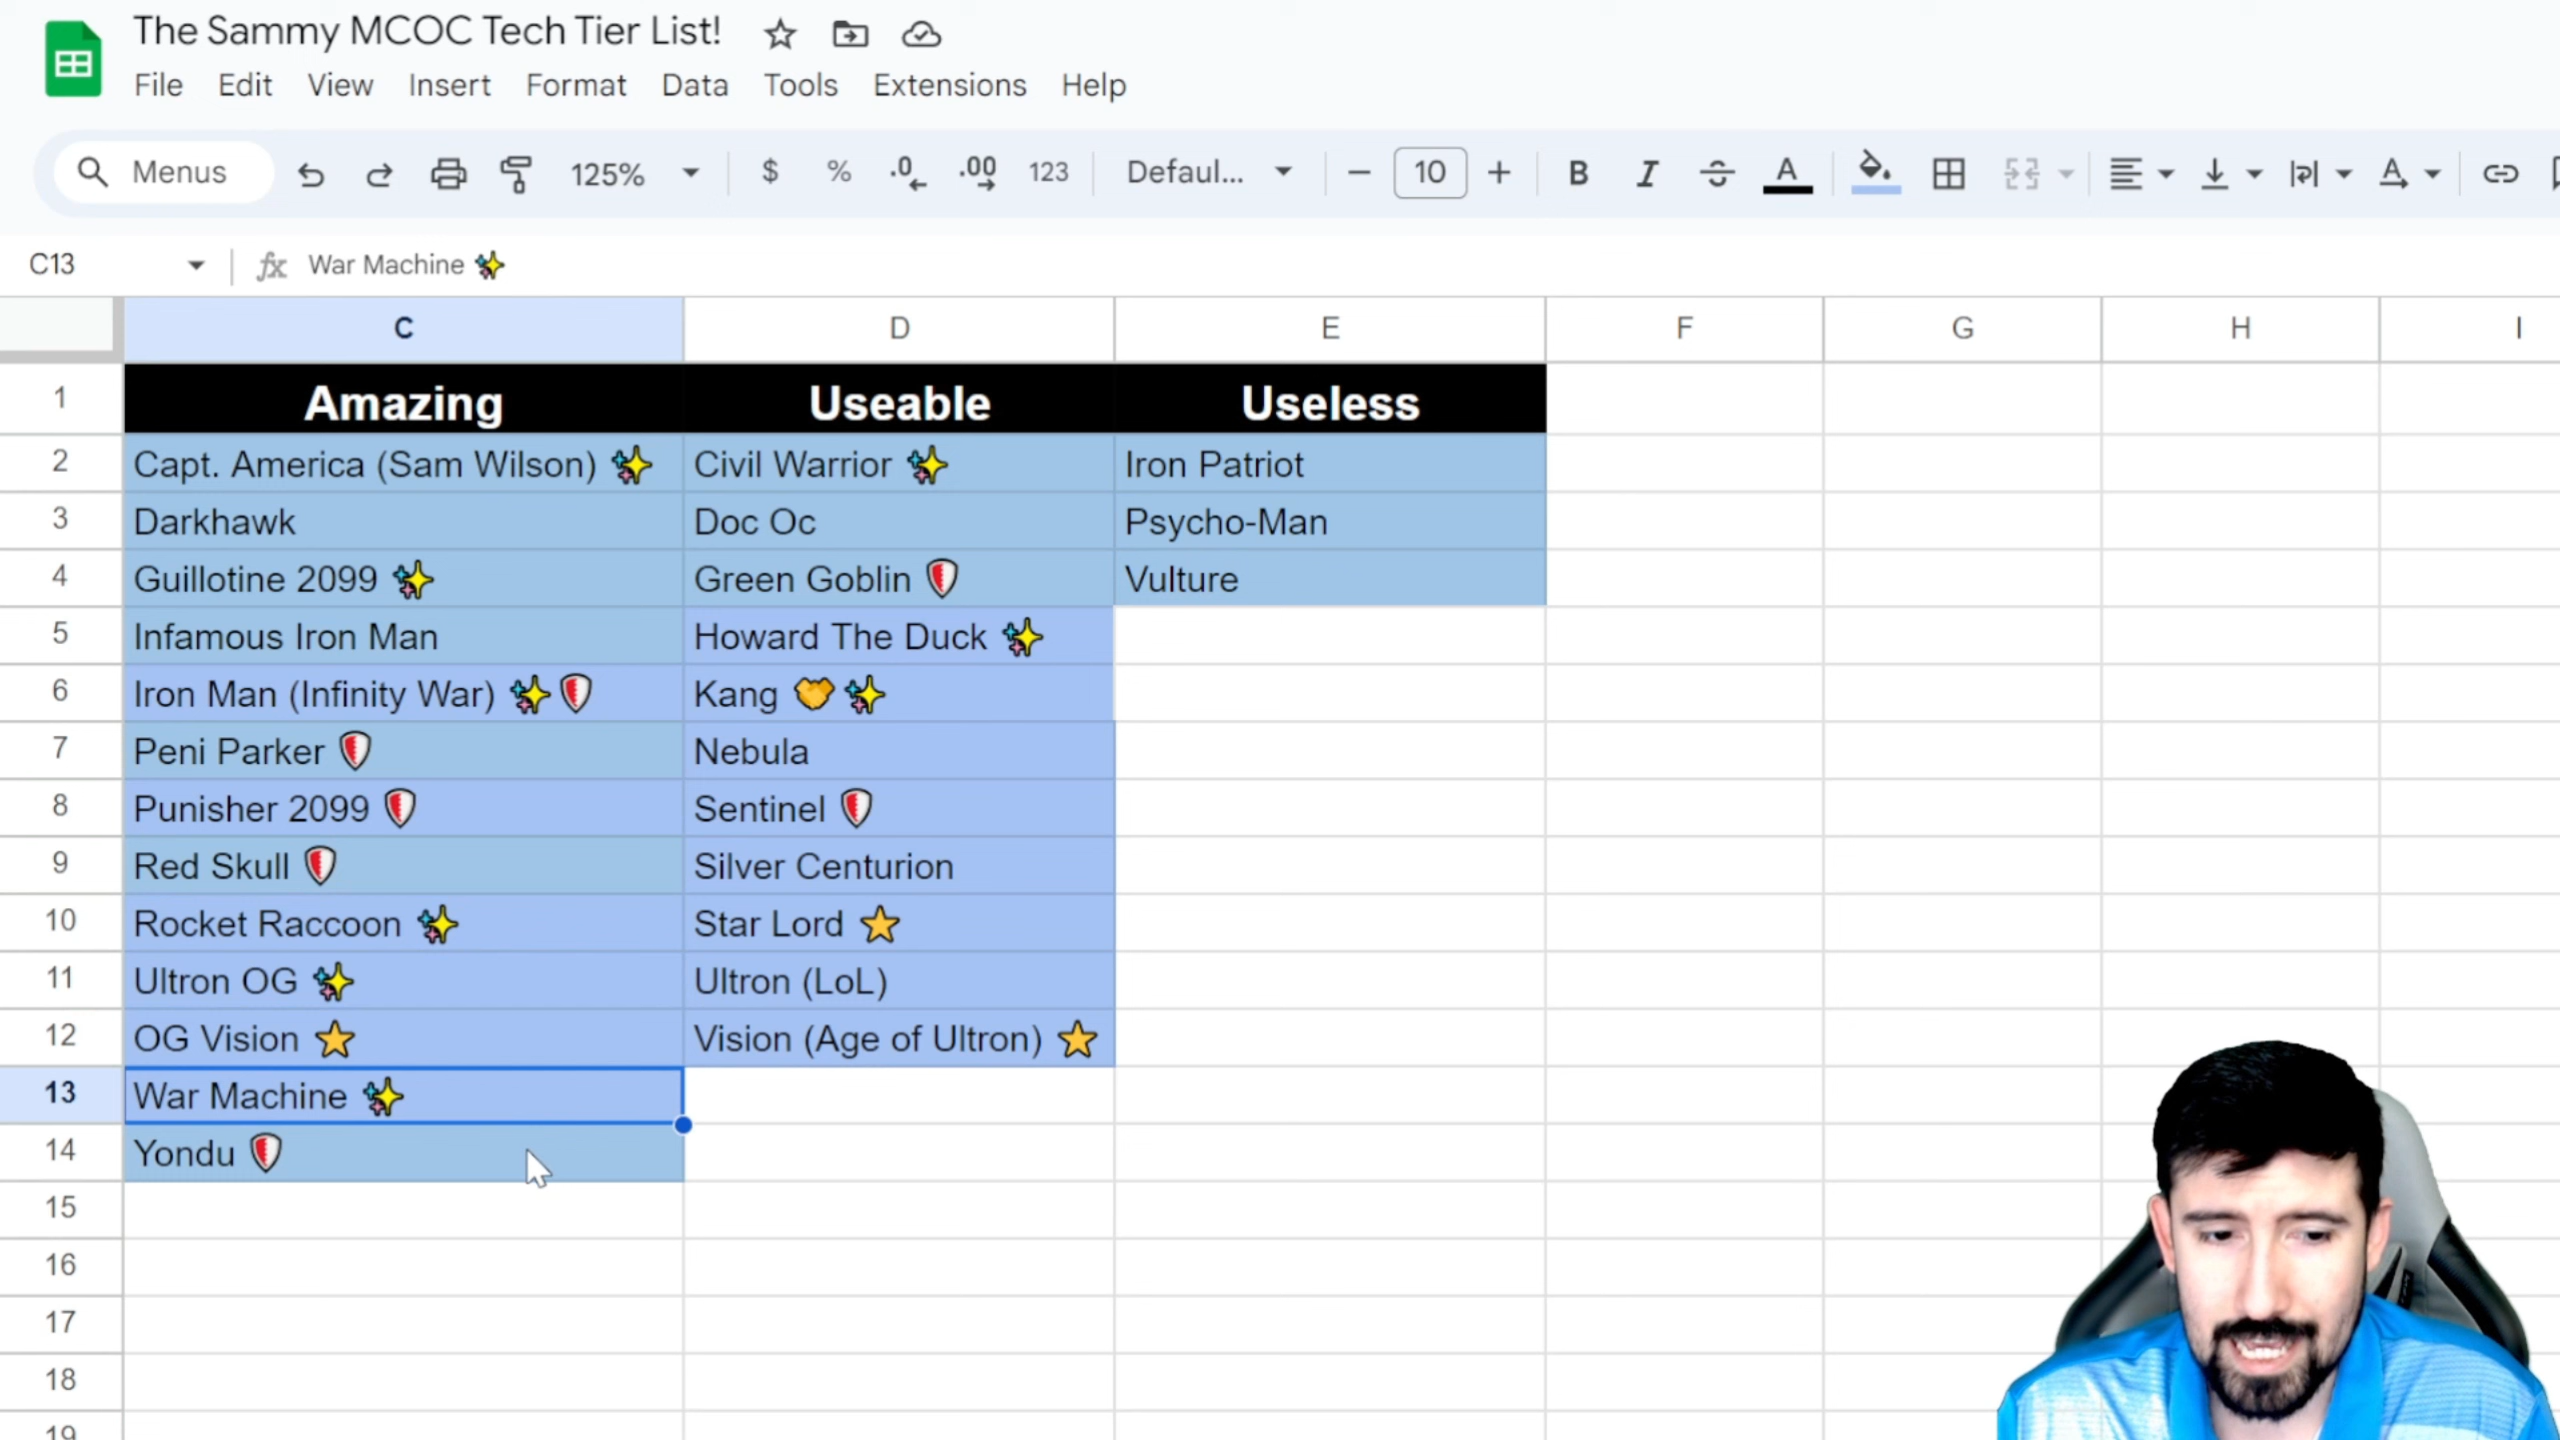 The Sammy MCOC Tech Tier List!
File Edit View Insert Format Data Tools Extensions Help
Menus 125% $ % .0 .00 123 Defaul... 10 B I S A A
C13 fx War Machine ✨
C D E F G H I
1 Amazing Useable Useless
2 Capt. America (Sam Wilson) ✨ Civil Warrior ✨ Iron Patriot
3 Darkhawk Doc Oc Psycho-Man
4 Guillotine 2099 ✨ Green Goblin 🛡 Vulture
5 Infamous Iron Man Howard The Duck ✨
6 Iron Man (Infinity War) ✨🛡 Kang ✨
7 Peni Parker 🛡 Nebula
8 Punisher 2099 🛡 Sentinel 🛡
9 Red Skull 🛡 Silver Centurion
10 Rocket Raccoon ✨ Star Lord ⭐
11 Ultron OG ✨ Ultron (LoL)
12 OG Vision ⭐ Vision (Age of Ultron) ⭐
13 War Machine ✨
14 Yondu 🛡
15
16
17
18
19